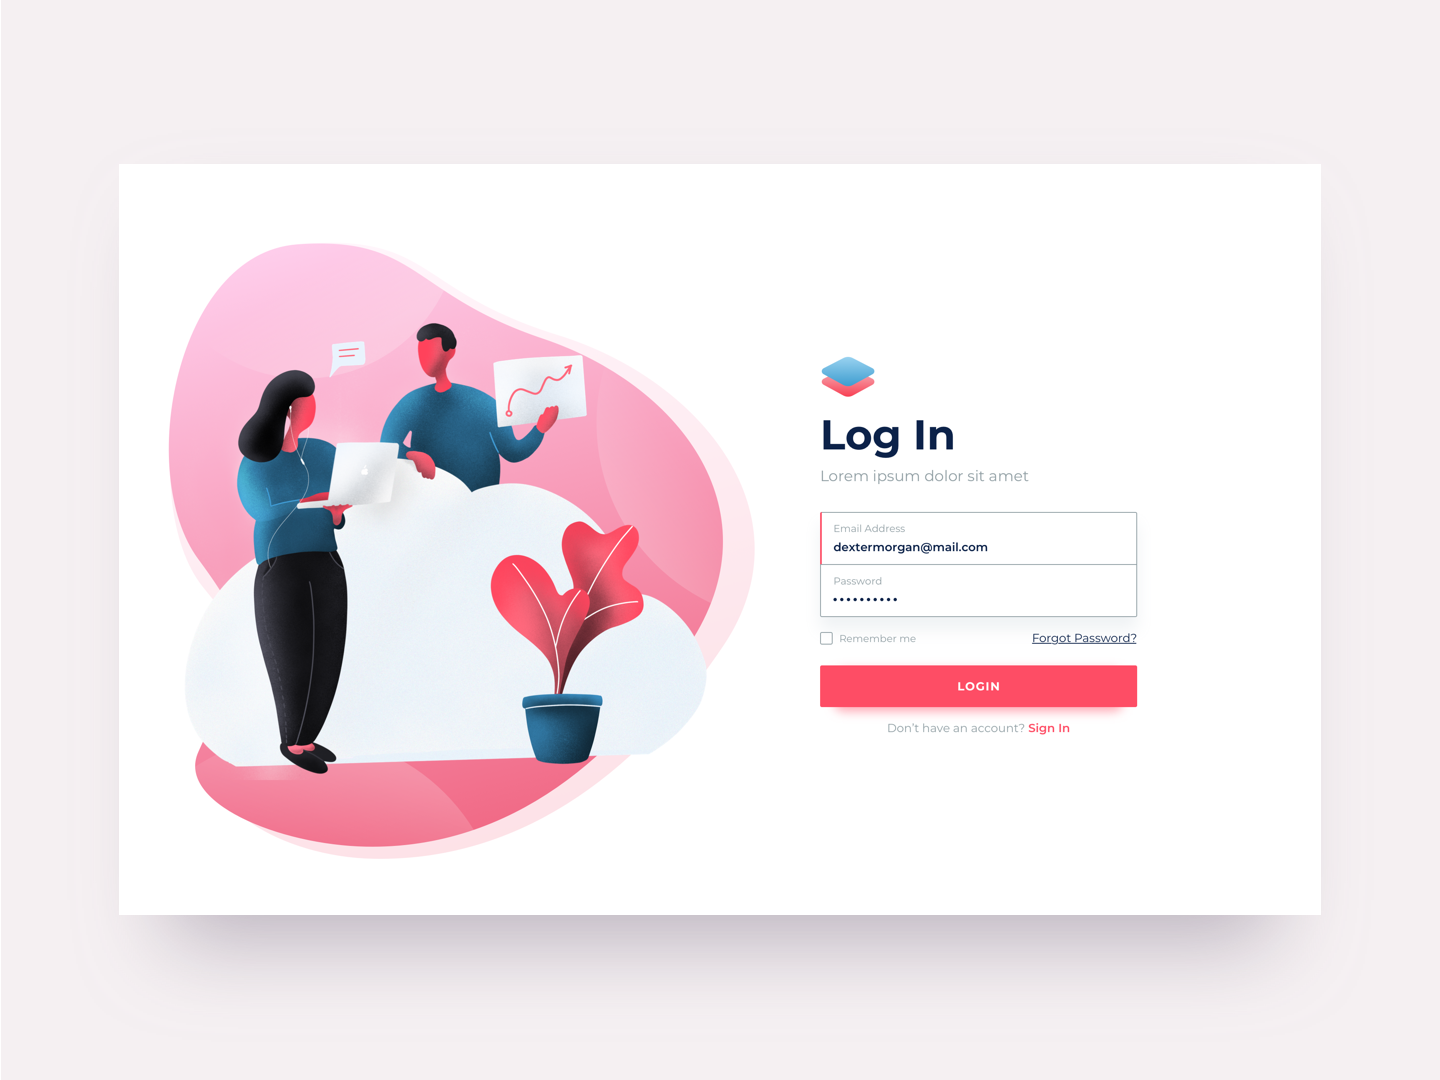 Log In
Lorem ipsum dolor sit amet
Email Address
dextermorgan@mail.com
Password
••••••••••
Remember me
Forgot Password?
LOGIN
Don’t have an account? Sign In